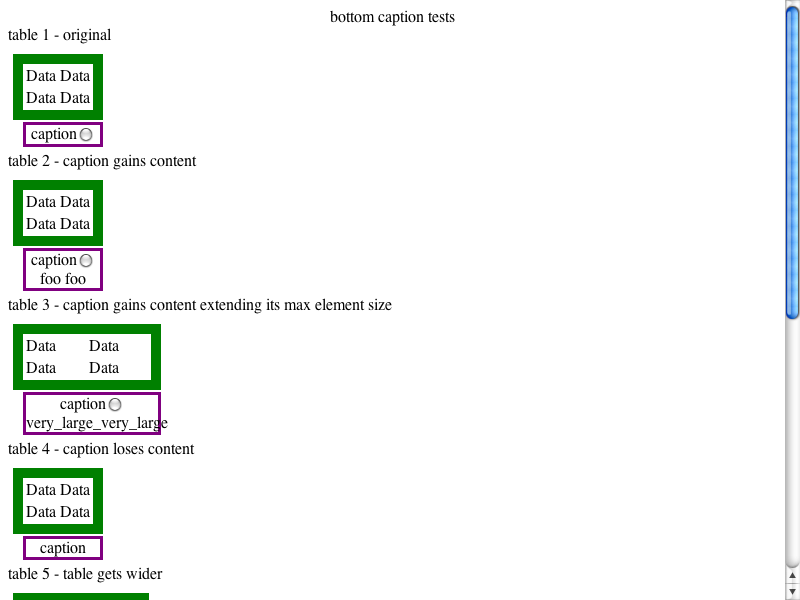 bottom caption tests
table 1 - original
Data Data
Data Data
caption
table 2 - caption gains content
Data Data
Data Data
caption
foo foo
table 3 - caption gains content extending its max element size
Data Data
Data Data
caption
very_large_very_large
table 4 - caption loses content
Data Data
Data Data
caption
table 5 - table gets wider